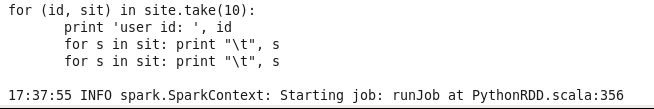 for (id, sit) in site.take(10):
print 'user id: ', id
for s in sit: print "\t", s
for s in sit: print "\t", s
17:37:55 INFO spark.SparkContext: Starting job: runJob at PythonRDD.scala:356